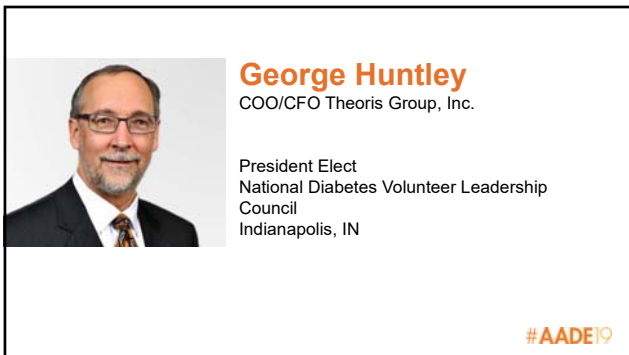 George Huntley
COO/CFO Theoris Group, Inc.
President Elect
National Diabetes Volunteer Leadership
Council
Indianapolis, IN
#AADE19